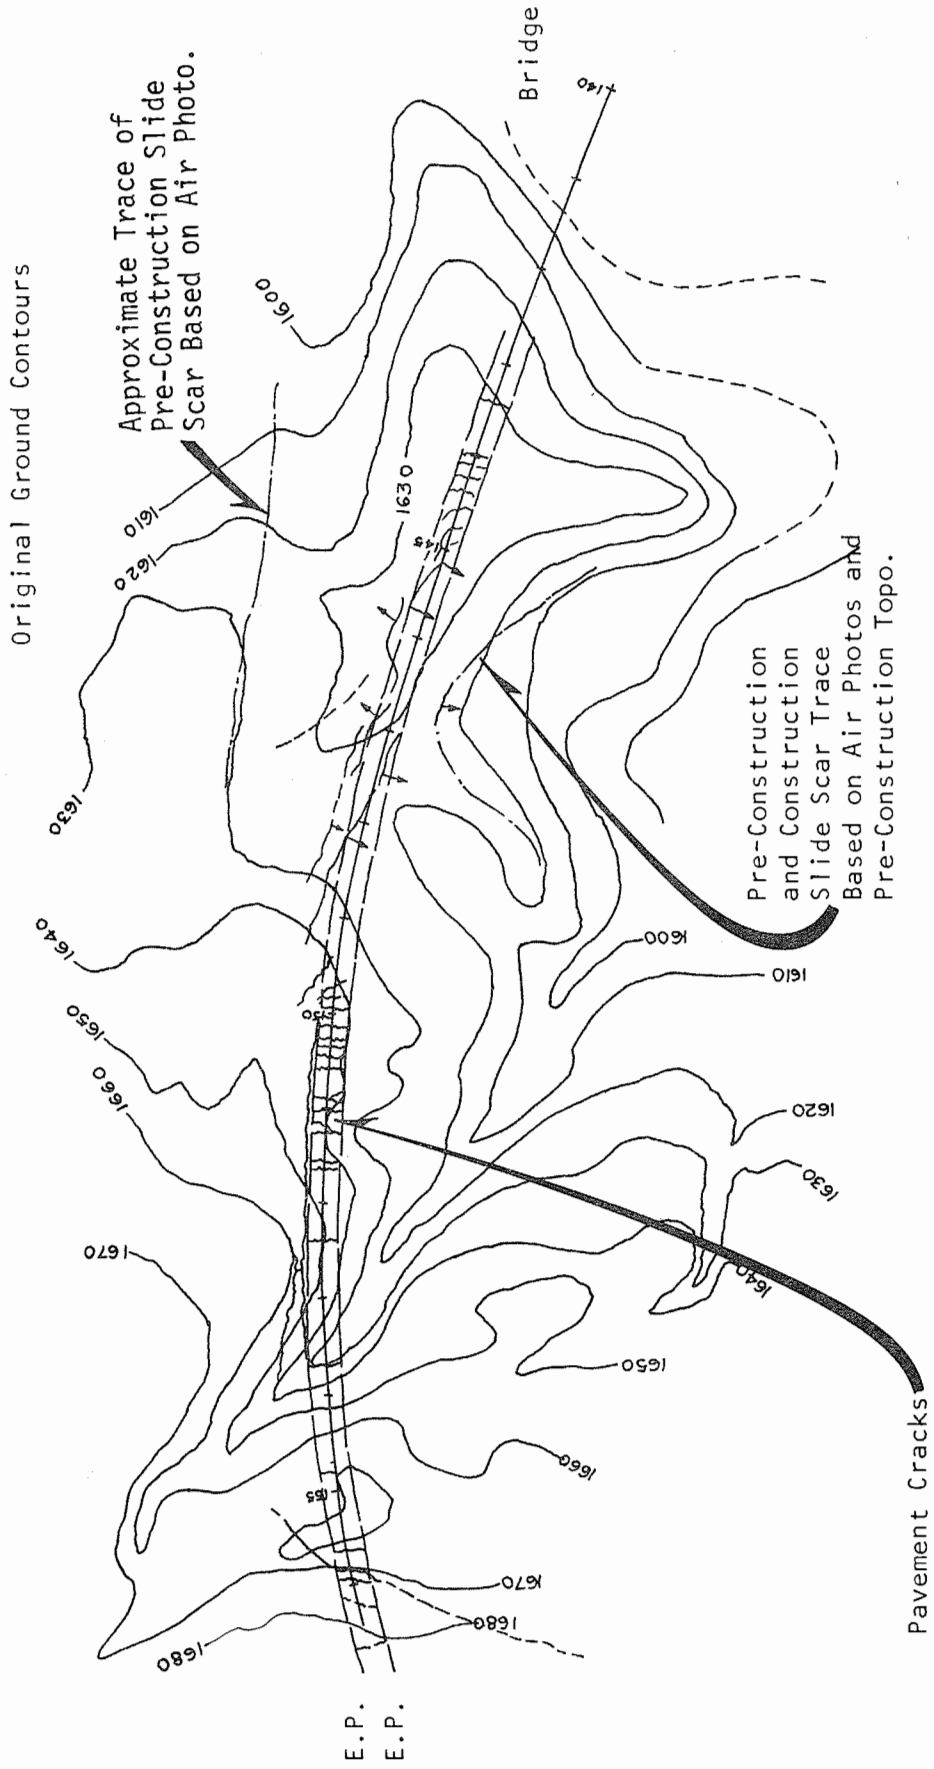 Original Ground Contours
Approximate Trace of
Pre-Construction Slide
Scar Based on Air Photo.
Bridge
140
1600
1610
1620
1630
1630
145
1640
1650
1660
1670
1680
150
155
Pre-Construction
and Construction
Slide Scar Trace
Based on Air Photos and
Pre-Construction Topo.
1600
1610
1620
1630
1640
1650
1660
1670
1680
Pavement Cracks
E.P.
E.P.